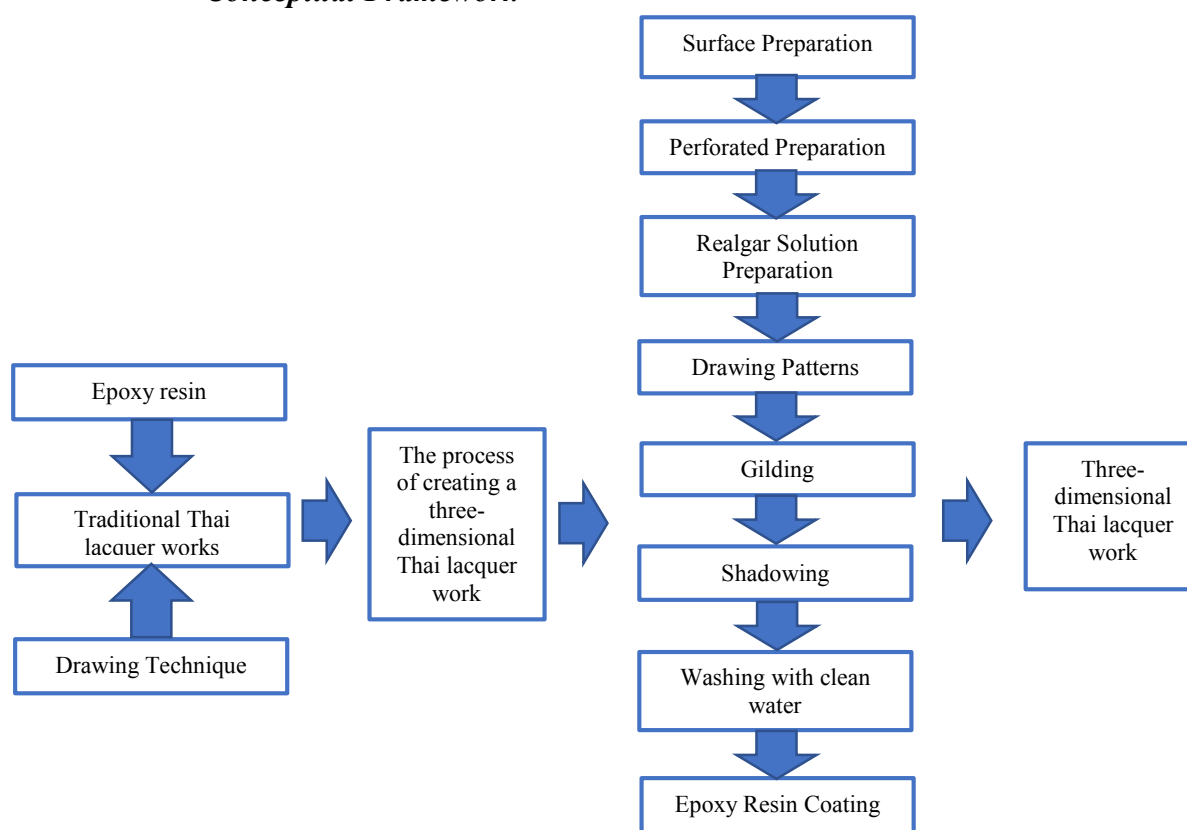 Conceptual Framework
Surface Preparation
Perforated Preparation
Realgar Solution
Preparation
Drawing Patterns
Gilding
Shadowing
Washing with clean
water
Epoxy Resin Coating
Epoxy resin
Traditional Thai
lacquer works
Drawing Technique
The process
of creating a
three-
dimensional
Thai lacquer
work
Three-
dimensional
Thai lacquer
work